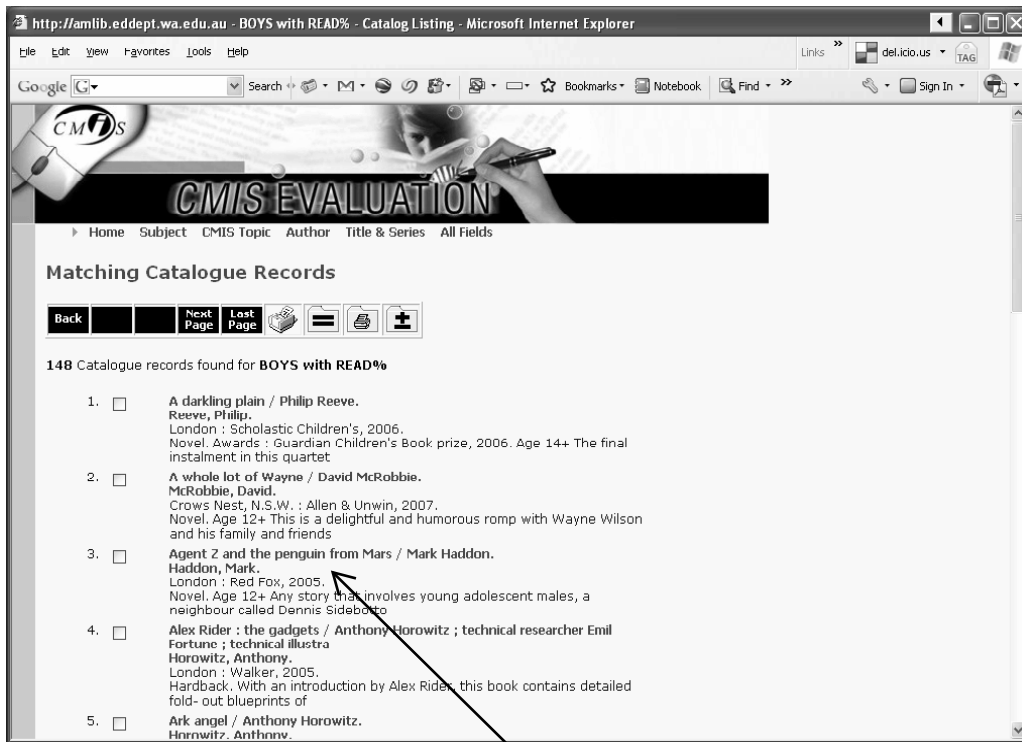 http://amlib.eddept.wa.edu.au - BOYS with READ% - Catalog Listing - Microsoft Internet Explorer
File Edit View Favorites Tools Help Links » del.icio.us TAG
Google G Search M Bookmarks Notebook Find » Sign In
CMIS
CMIS EVALUATION
Home Subject CMIS Topic Author Title & Series All Fields
Matching Catalogue Records
Back Next Page Last Page
148 Catalogue records found for BOYS with READ%
1. A darkling plain / Philip Reeve.
Reeve, Philip.
London : Scholastic Children's, 2006.
Novel. Awards : Guardian Children's Book prize, 2006. Age 14+ The final
instalment in this quartet
2. A whole lot of Wayne / David McRobbie.
McRobbie, David.
Crows Nest, N.S.W. : Allen & Unwin, 2007.
Novel. Age 12+ This is a delightful and humorous romp with Wayne Wilson
and his family and friends
3. Agent Z and the penguin from Mars / Mark Haddon.
Haddon, Mark.
London : Red Fox, 2005.
Novel. Age 12+ Any story that involves young adolescent males, a
neighbour called Dennis Sidebotto
4. Alex Rider : the gadgets / Anthony Horowitz ; technical researcher Emil
Fortune ; technical illustra
Horowitz, Anthony.
London : Walker, 2005.
Hardback. With an introduction by Alex Rider, this book contains detailed
fold- out blueprints of
5. Ark angel / Anthony Horowitz.
Horowitz, Anthony.